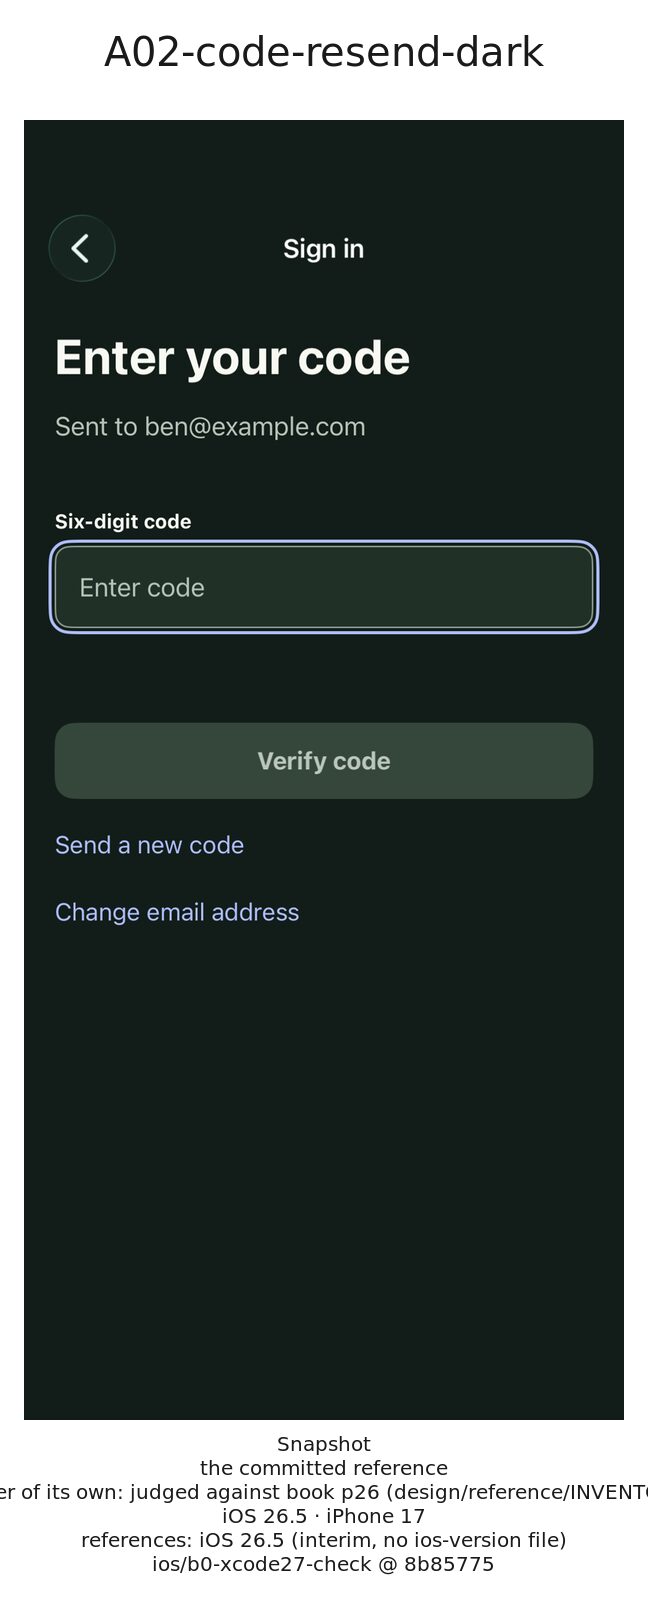 A02-code-resend-dark
Sign in
Enter your code
Sent to ben@example.com
Six-digit code
Enter code
Verify code
Send a new code
Change email address
Snapshot
the committed reference
of its own: judged against book p26 (design/reference/
iOS 26.5 · iPhone 17
references: iOS 26.5 (interim, no ios-version file)
ios/b0-xcode27-check @ 8b85775